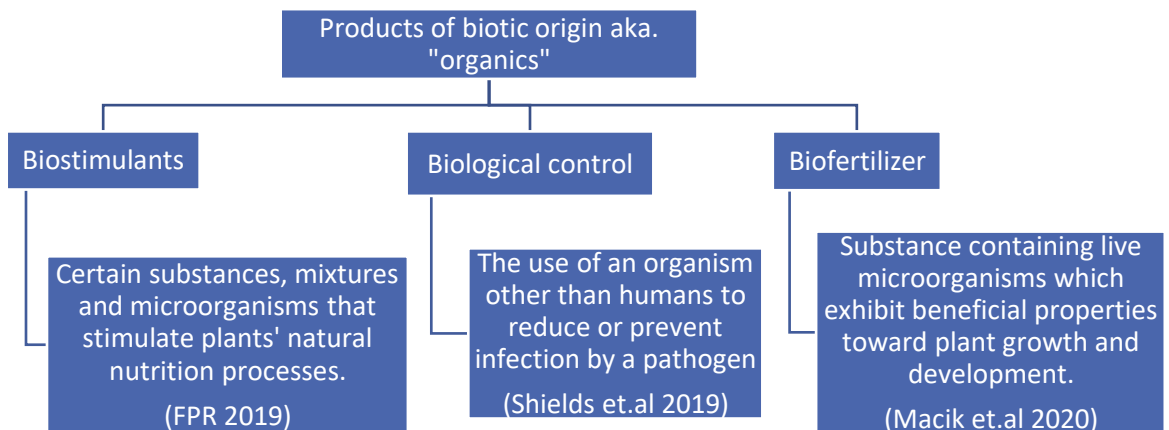 Products of biotic origin aka.
"organics"
Biostimulants
Biological control
Biofertilizer
Certain substances, mixtures
and microorganisms that
stimulate plants' natural
nutrition processes.
(FPR 2019)
The use of an organism
other than humans to
reduce or prevent
infection by a pathogen
(Shields et.al 2019)
Substance containing live
microorganisms which
exhibit beneficial properties
toward plant growth and
development.
(Macik et.al 2020)